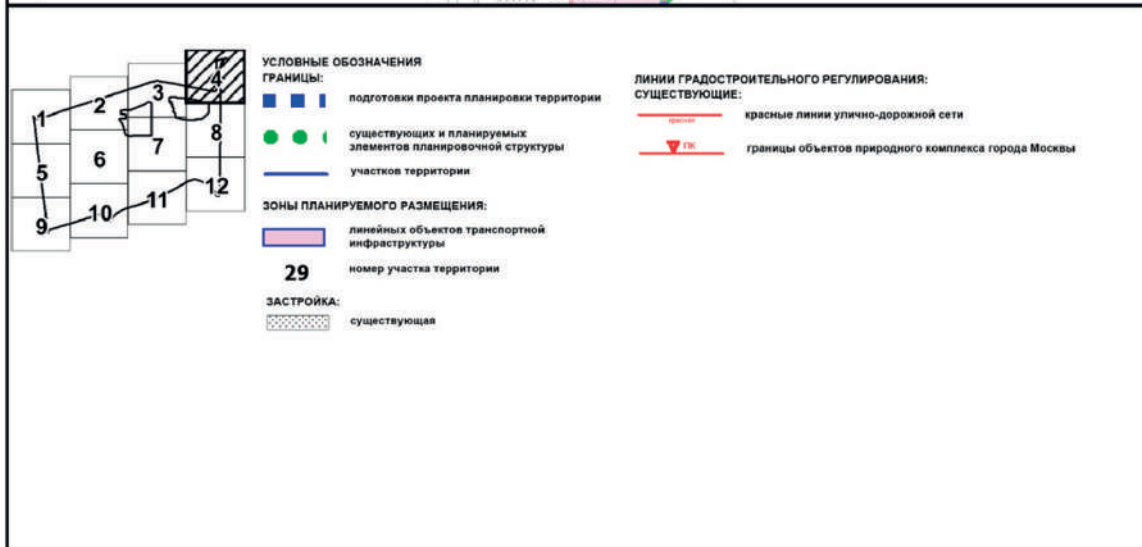 1
2
3
4
5
6
7
8
9
10
11
12
УСЛОВНЫЕ ОБОЗНАЧЕНИЯ
ГРАНИЦЫ:
подготовки проекта планировки территории
существующих и планируемых
элементов планировочной структуры
участков территории
ЗОНЫ ПЛАНИРУЕМОГО РАЗМЕЩЕНИЯ:
линейных объектов транспортной
инфраструктуры
29 номер участка территории
ЗАСТРОЙКА:
существующая
ЛИНИИ ГРАДОСТРОИТЕЛЬНОГО РЕГУЛИРОВАНИЯ:
СУЩЕСТВУЮЩИЕ:
красная
красные линии улично-дорожной сети
ПК границы объектов природного комплекса города Москвы